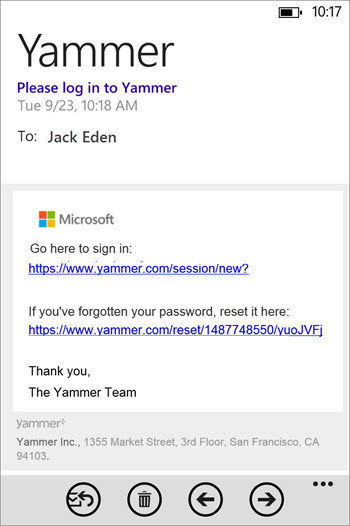 10:17
Yammer
Please log in to Yammer
Tue 9/23, 10:18 AM
To: Jack Eden
Microsoft
Go here to sign in:
https://www.yammer.com/session/new?
If you've forgotten your password, reset it here:
https://www.yammer.com/reset/1487748550/yuoJVFj
Thank you,
The Yammer Team
yammer
Yammer Inc., 1355 Market Street, 3rd Floor, San Francisco, CA
94103.